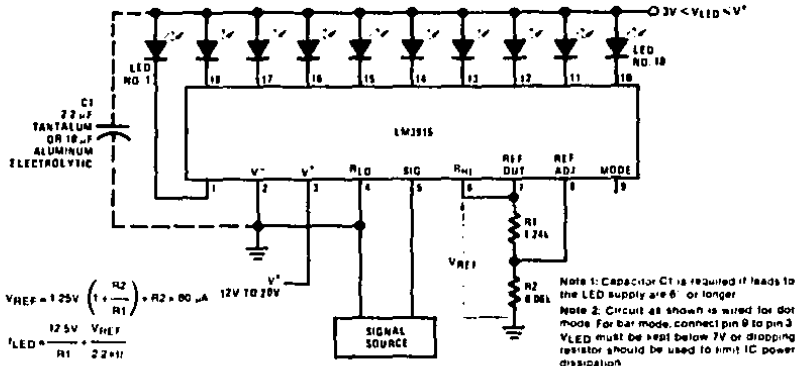 3V < VLED ≤ V+
LED
NO. 1
LED
NO. 10
18 17 16 15 14 13 12 11 10
C1
2.2 µF
TANTALUM
OR 10 µF
ALUMINUM
ELECTROLYTIC
LM3915
V− V+ RLO SIG RHI REF OUT REF ADJ MODE
1 2 3 4 5 6 7 8 9
R1
1.24k
VREF
R2
8.06k
V+
12V TO 20V
SIGNAL
SOURCE
VREF = 1.25V (1 + R2/R1) + R2 × 80 µA
ILED = 12.5V/R1 + VREF/2.2 kΩ
Note 1: Capacitor C1 is required if leads to
the LED supply are 6" or longer
Note 2: Circuit as shown is wired for dot
mode For bar mode, connect pin 9 to pin 3
VLED must be kept below 7V or dropping
resistor should be used to limit IC power
dissipation